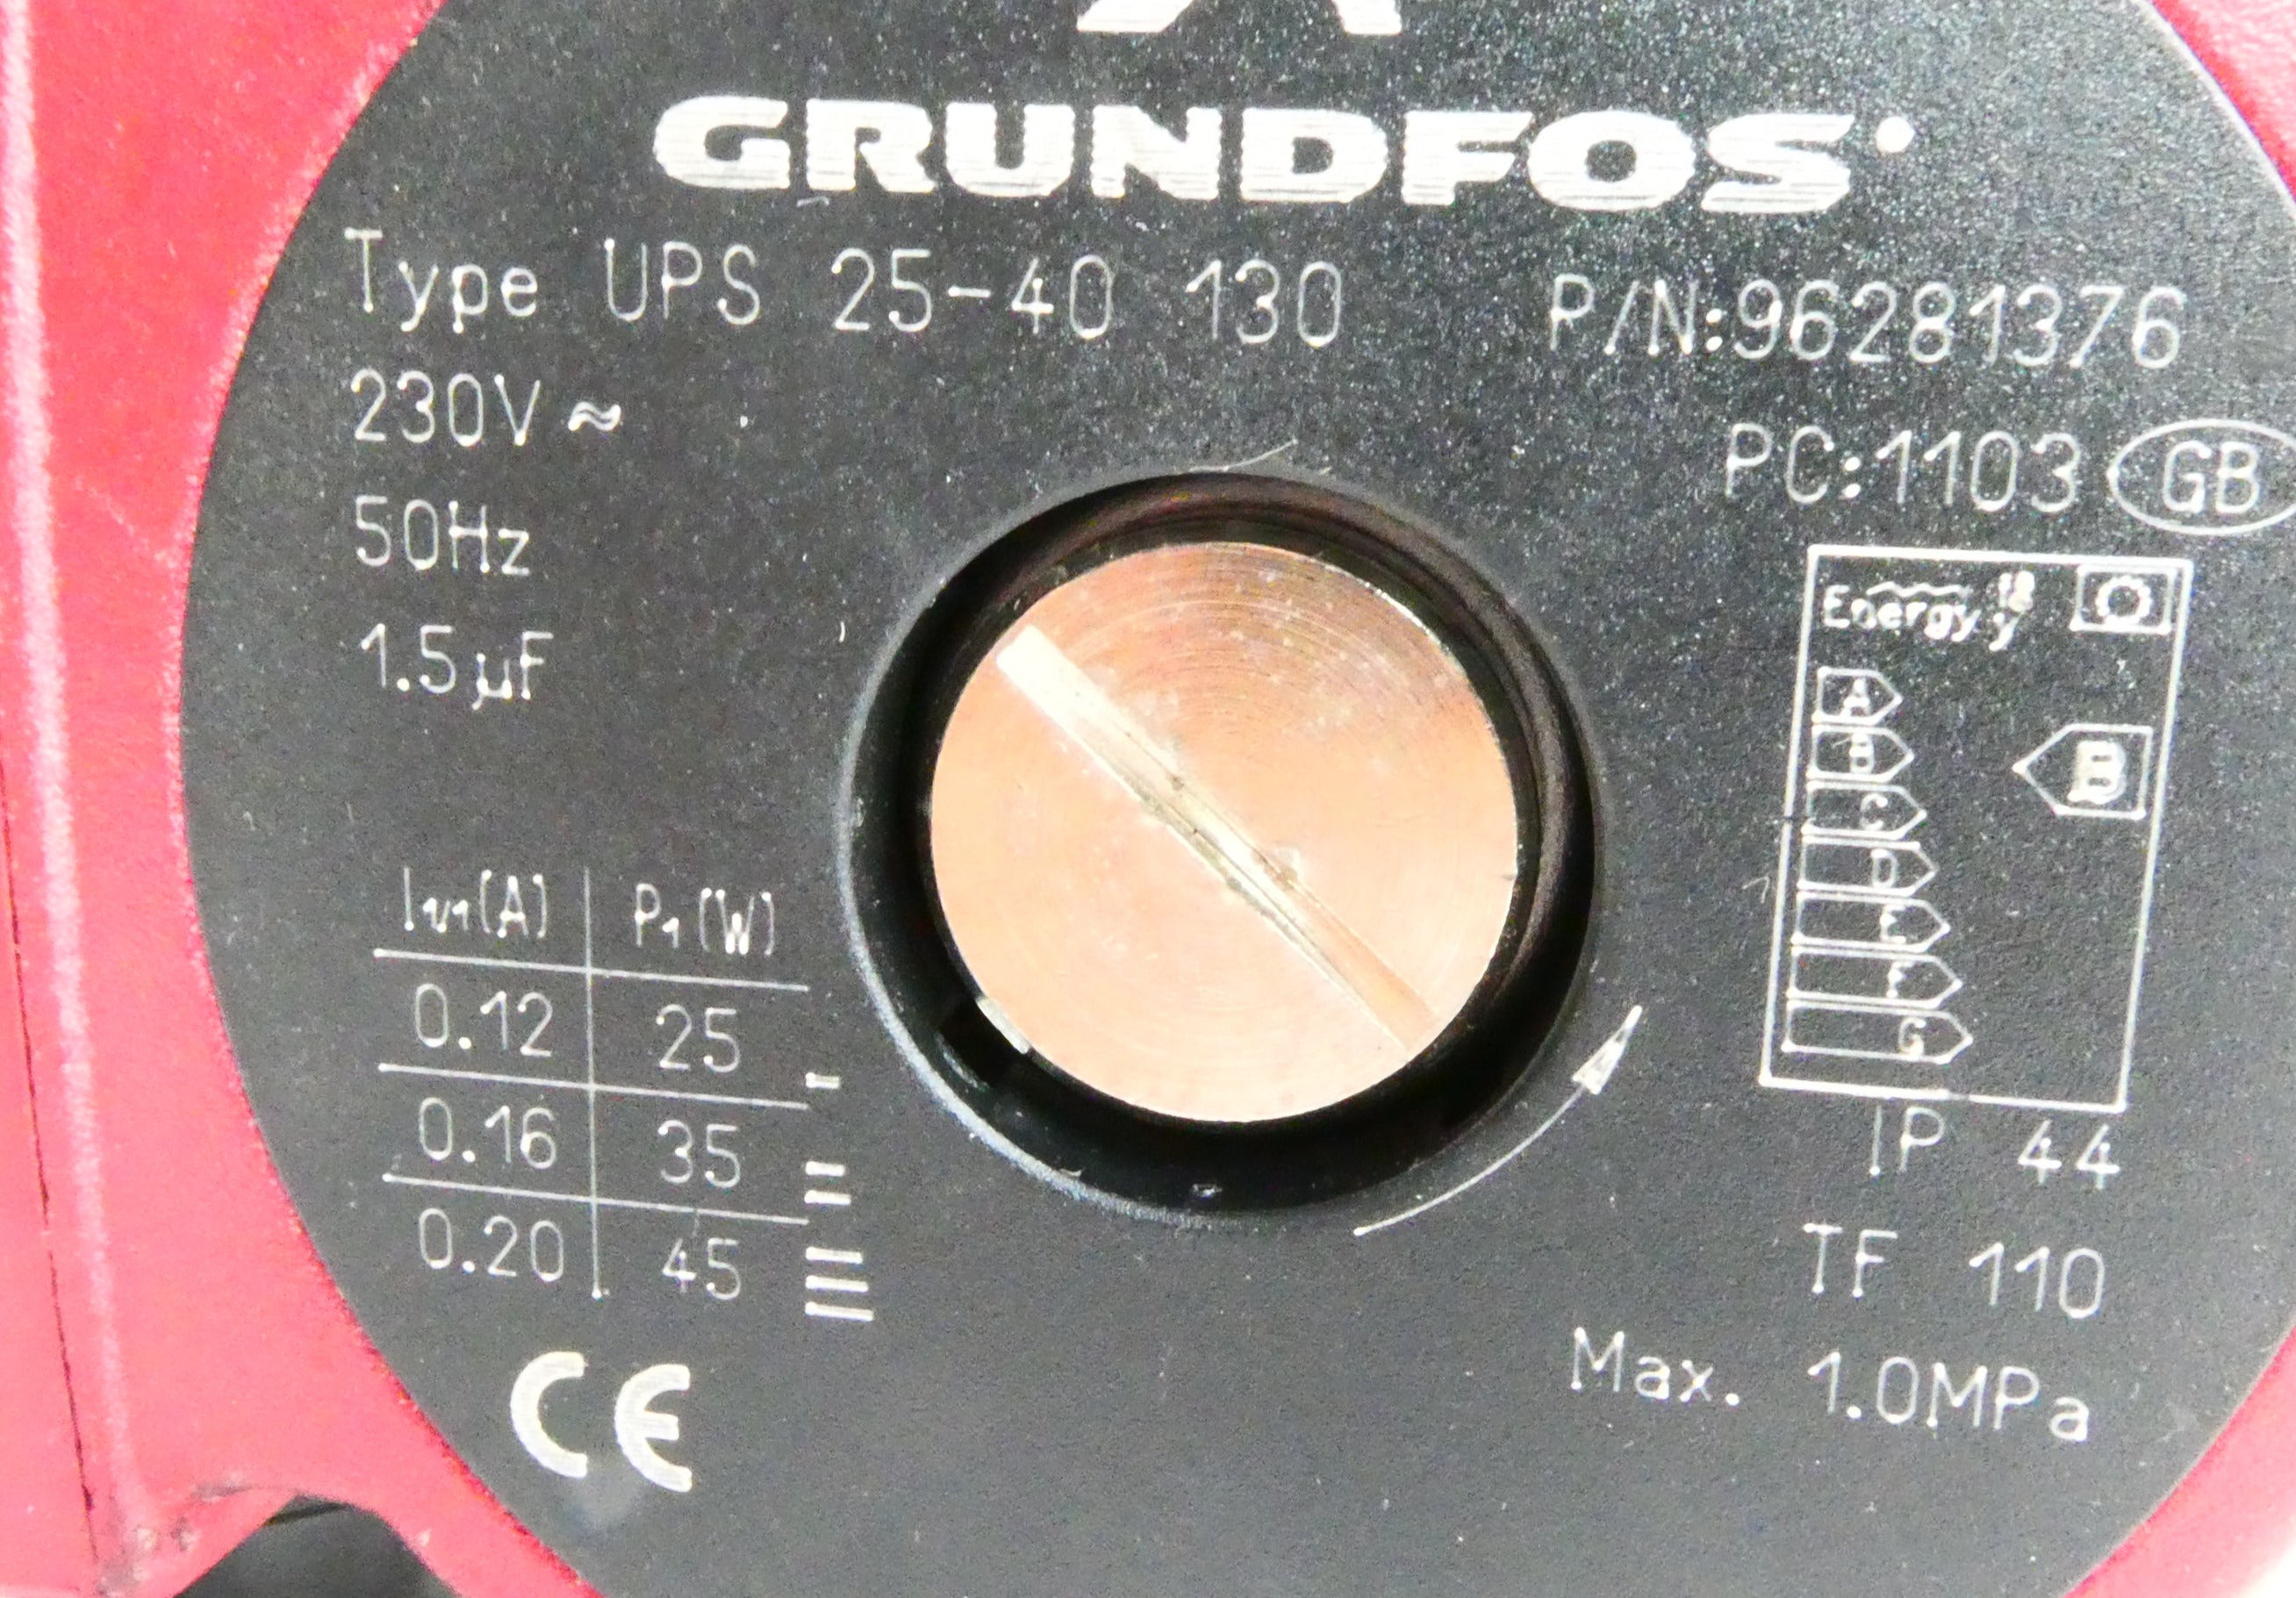 GRUNDFOS
Type UPS 25-40 130 P/N:96281376
230V ≈
PC:1103 GB
50Hz
1.5µF
Energy
A
B
B
C
D
E
G
I1/1(A) P1(W)
0.12 25
0.16 35
0.20 45
IP 44
TF 110
Max. 1.0MPa
CE